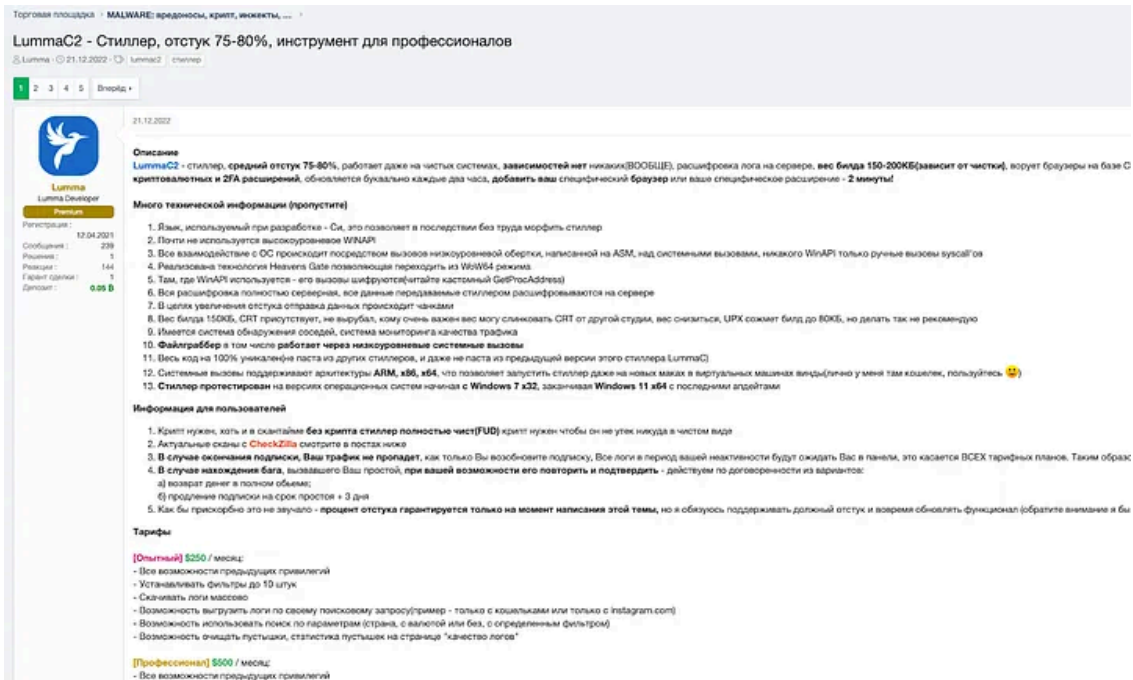 Торговая площадка › MALWARE: вредоносы, крипт, инжекты, .... ›
LummaC2 - Стиллер, отстук 75-80%, инструмент для профессионалов
Lumma · 21.12.2022 · lummac2 стиллер
1 2 3 4 5 Вперёд
21.12.2022
Lumma
Lumma Developer
Premium
Регистрация: 12.04.2021
Сообщения: 239
Решения: 1
Реакции: 144
Гарант сделки: 1
Депозит: 0.05 ₿
Описание
LummaC2 - стиллер, средний отстук 75-80%, работает даже на чистых системах, зависимостей нет никаких(ВООБЩЕ), расшифровка лога на сервере, вес билда 150-200КБ(зависит от чистки), ворует браузеры на базе C
криптовалютных и 2FA расширений, обновляется буквально каждые два часа, добавить ваш специфический браузер или ваше специфическое расширение - 2 минуты!
Много технической информации (пропустите)
1. Язык, используемый при разработке - Си, это позволяет в последствии без труда морфить стиллер
2. Почти не используется высокоуровневое WINAPI
3. Все взаимодействие с ОС происходит посредством вызовов низкоуровневой обертки, написанной на ASM, над системными вызовами, никакого WinAPI только ручные вызовы syscall'ов
4. Реализована технология Heavens Gate позволяющая переходить из WoW64 режима
5. Там, где WinAPI используется - его вызовы шифруются(читайте кастомный GetProcAddress)
6. Вся расшифровка полностью серверная, все данные передаваемые стиллером расшифровываются на сервере
7. В целях увеличения отстука отправка данных происходит чанками
8. Вес билда 150КБ, CRT присутствует, не вырубал, кому очень важен вес могу слинковать CRT от другой студии, вес снизиться, UPX сожмет билд до 80КБ, но делать так не рекомендую
9. Имеется система обнаружения соседей, система мониторинга качества трафика
10. Файлграббер в том числе работает через низкоуровневые системные вызовы
11. Весь код на 100% уникален(не паста из других стиллеров, и даже не паста из предыдущей версии этого стиллера LummaC)
12. Системные вызовы поддерживают архитектуры ARM, x86, x64, что позволяет запустить стиллер даже на новых маках в виртуальных машинах винды(лично у меня там кошелек, пользуйтесь 😀)
13. Стиллер протестирован на версиях операционных систем начиная с Windows 7 x32, заканчивая Windows 11 x64 с последними апдейтами
Информация для пользователей
1. Крипт нужен, хоть и в скантайме без крипта стиллер полностью чист(FUD) крипт нужен чтобы он не утек никуда в чистом виде
2. Актуальные сканы с CheckZilla смотрите в постах ниже
3. В случае окончания подписки, Ваш трафик не пропадет, как только Вы возобновите подписку, Все логи в период вашей неактивности будут ожидать Вас в панели, это касается ВСЕХ тарифных планов. Таким образо
4. В случае нахождения бага, вызвавшего Ваш простой, при вашей возможности его повторить и подтвердить - действуем по договоренности из вариантов:
а) возврат денег в полном обьеме;
б) продление подписки на срок простоя + 3 дня
5. Как бы прискорбно это не звучало - процент отстука гарантируется только на момент написания этой темы, но я обязуюсь поддерживать должный отстук и вовремя обновлять функционал (обратите внимание я бы
Тарифы
[Опытный] $250 / месяц:
- Все возможности предыдущих привилегий
- Устанавливать фильтры до 10 штук
- Скачивать логи массово
- Возможность выгрузить логи по своему поисковому запросу(пример - только с кошельками или только с instagram.com)
- Возможность использовать поиск по параметрам (страна, с валютой или без, с определенным фильтром)
- Возможность очищать пустышки, статистика пустышек на странице "качество логов"
[Профессионал] $500 / месяц:
- Все возможности предыдущих привилегий